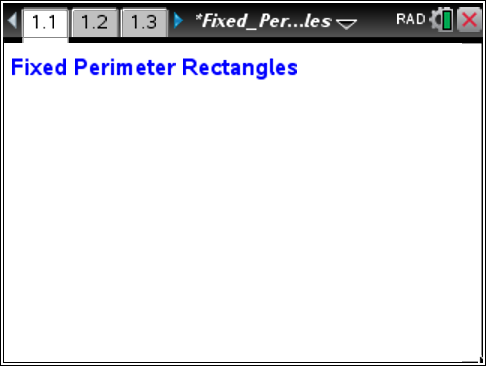 1.1 1.2 1.3 *Fixed_Per...les RAD
Fixed Perimeter Rectangles